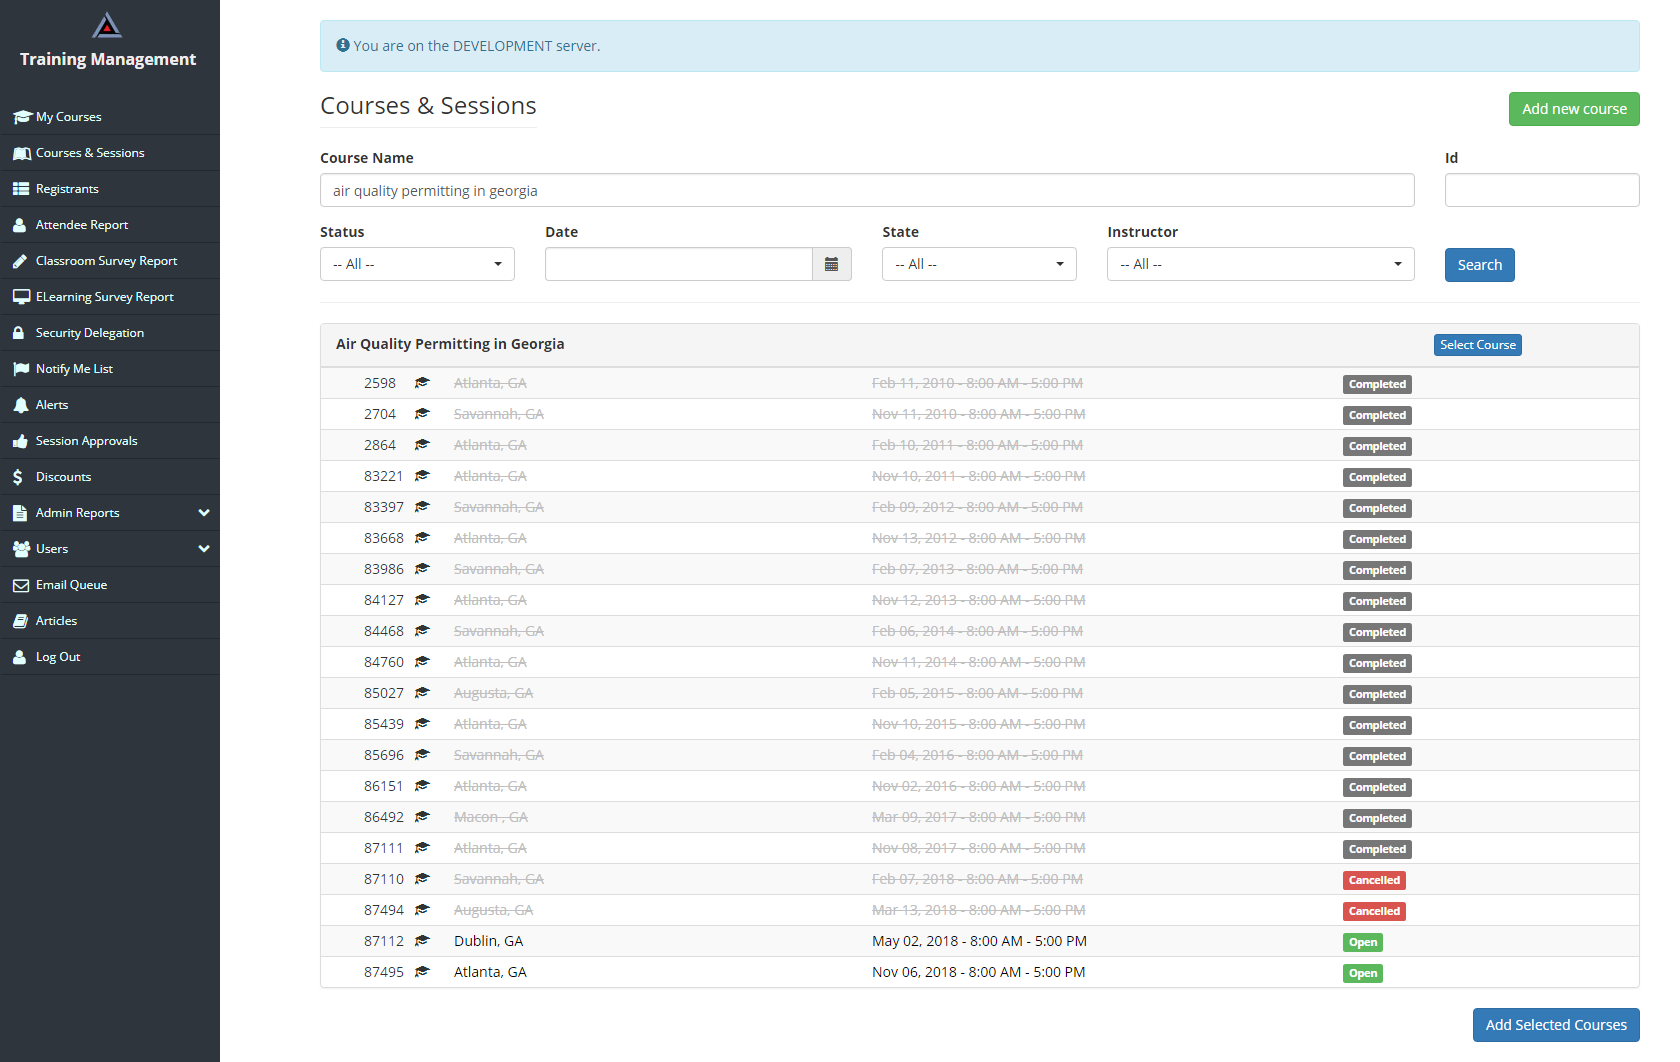 Training Management
My Courses
Courses & Sessions
Registrants
Attendee Report
Classroom Survey Report
ELearning Survey Report
Security Delegation
Notify Me List
Alerts
Session Approvals
Discounts
Admin Reports
Users
Email Queue
Articles
Log Out
You are on the DEVELOPMENT server.
Courses & Sessions
Add new course
Course Name
Id
air quality permitting in georgia
Status
Date
State
Instructor
-- All --
-- All --
-- All --
Search
Air Quality Permitting in Georgia
Select Course
2598 Atlanta, GA Feb 11, 2010 - 8:00 AM - 5:00 PM Completed
2704 Savannah, GA Nov 11, 2010 - 8:00 AM - 5:00 PM Completed
2864 Atlanta, GA Feb 10, 2011 - 8:00 AM - 5:00 PM Completed
83221 Atlanta, GA Nov 10, 2011 - 8:00 AM - 5:00 PM Completed
83397 Savannah, GA Feb 09, 2012 - 8:00 AM - 5:00 PM Completed
83668 Atlanta, GA Nov 13, 2012 - 8:00 AM - 5:00 PM Completed
83986 Savannah, GA Feb 07, 2013 - 8:00 AM - 5:00 PM Completed
84127 Atlanta, GA Nov 12, 2013 - 8:00 AM - 5:00 PM Completed
84468 Savannah, GA Feb 06, 2014 - 8:00 AM - 5:00 PM Completed
84760 Atlanta, GA Nov 11, 2014 - 8:00 AM - 5:00 PM Completed
85027 Augusta, GA Feb 05, 2015 - 8:00 AM - 5:00 PM Completed
85439 Atlanta, GA Nov 10, 2015 - 8:00 AM - 5:00 PM Completed
85696 Savannah, GA Feb 04, 2016 - 8:00 AM - 5:00 PM Completed
86151 Atlanta, GA Nov 02, 2016 - 8:00 AM - 5:00 PM Completed
86492 Macon , GA Mar 09, 2017 - 8:00 AM - 5:00 PM Completed
87111 Atlanta, GA Nov 08, 2017 - 8:00 AM - 5:00 PM Completed
87110 Savannah, GA Feb 07, 2018 - 8:00 AM - 5:00 PM Cancelled
87494 Augusta, GA Mar 13, 2018 - 8:00 AM - 5:00 PM Cancelled
87112 Dublin, GA May 02, 2018 - 8:00 AM - 5:00 PM Open
87495 Atlanta, GA Nov 06, 2018 - 8:00 AM - 5:00 PM Open
Add Selected Courses